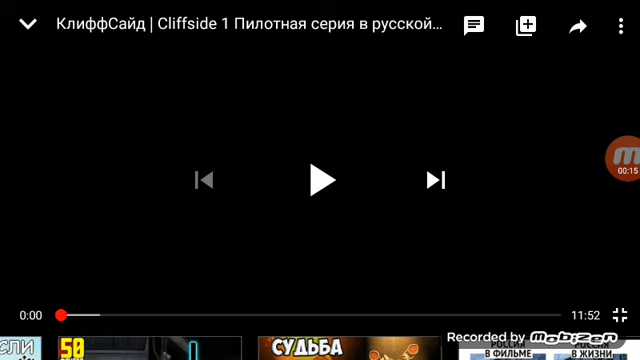 КлиффСайд | Cliffside 1 Пилотная серия в русской...
00:15
0:00
11:52
Recorded by mobizen
СЛИ
50
СУДЬБА
РОССИЯ
В ФИЛЬМЕ
В ЖИЗНИ